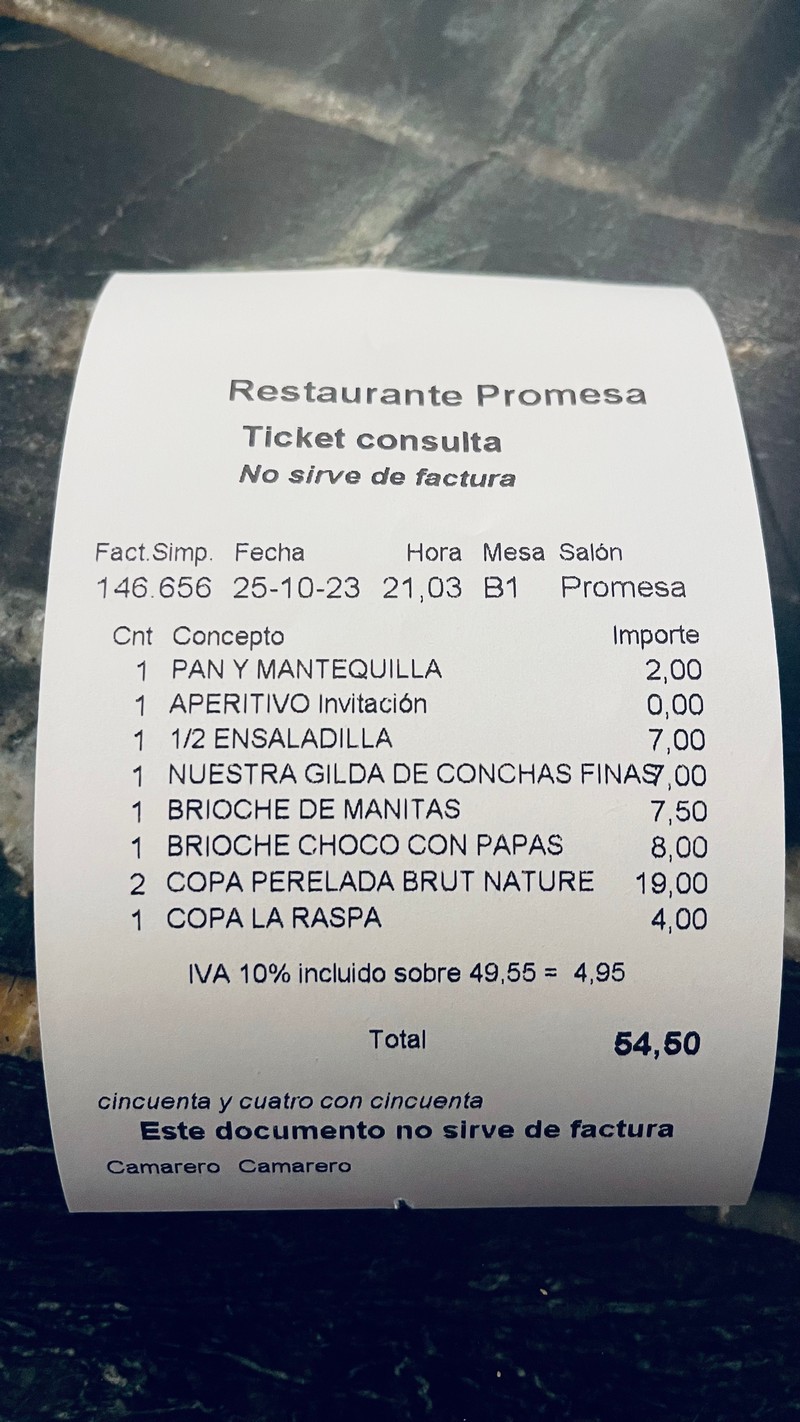 Restaurante Promesa
Ticket consulta
No sirve de factura
Fact.Simp. Fecha Hora Mesa Salón
146.656 25-10-23 21,03 B1 Promesa
Cnt Concepto Importe
1 PAN Y MANTEQUILLA 2,00
1 APERITIVO Invitación 0,00
1 1/2 ENSALADILLA 7,00
1 NUESTRA GILDA DE CONCHAS FINAS 7,00
1 BRIOCHE DE MANITAS 7,50
1 BRIOCHE CHOCO CON PAPAS 8,00
2 COPA PERELADA BRUT NATURE 19,00
1 COPA LA RASPA 4,00
IVA 10% incluido sobre 49,55 = 4,95
Total 54,50
cincuenta y cuatro con cincuenta
Este documento no sirve de factura
Camarero Camarero